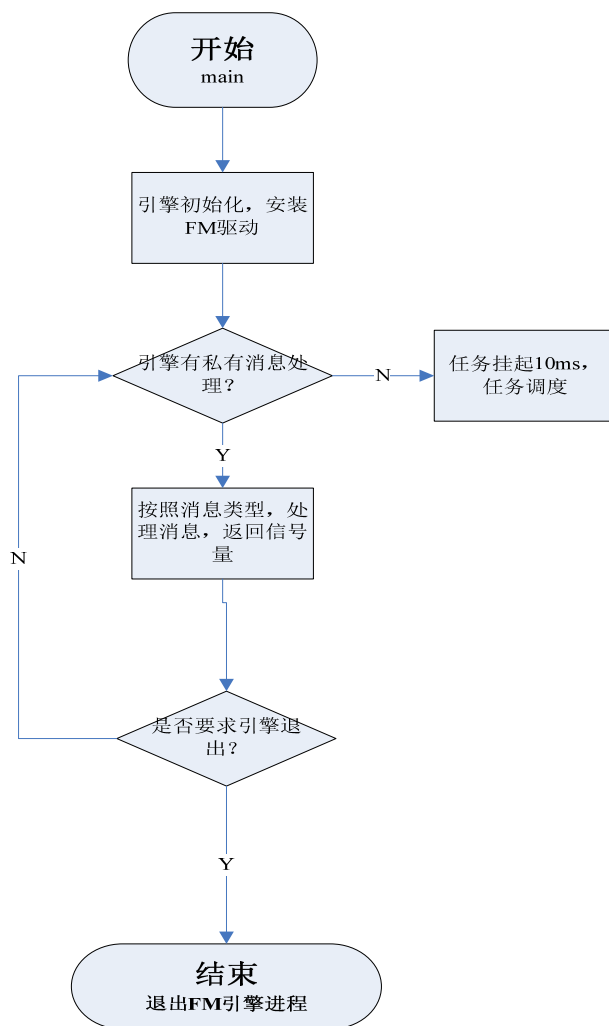 开始
main
引擎初始化，安装
FM驱动
引擎有私有消息处
理？
N
任务挂起10ms，
任务调度
Y
按照消息类型，处
理消息，返回信号
量
N
是否要求引擎退
出？
Y
结束
退出FM引擎进程